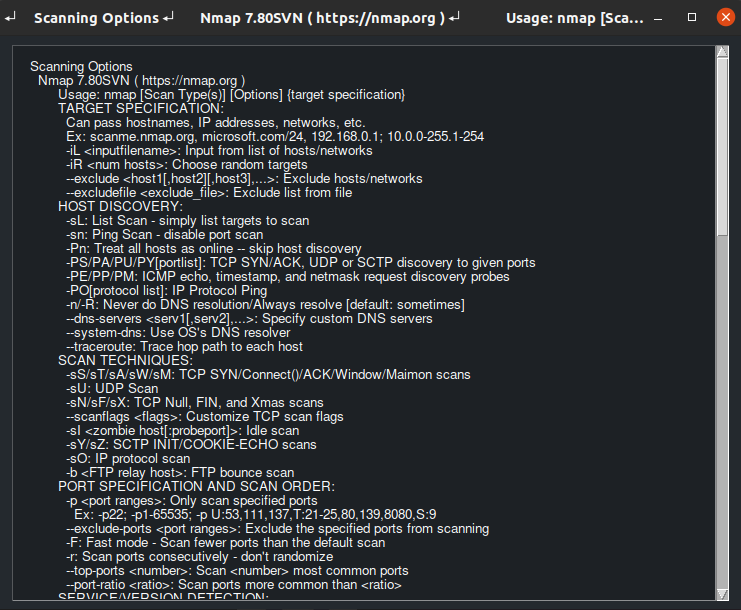 Scanning Options ↵ Nmap 7.80SVN ( https://nmap.org ) ↵ Usage: nmap [Sca...
Scanning Options
Nmap 7.80SVN ( https://nmap.org )
Usage: nmap [Scan Type(s)] [Options] {target specification}
TARGET SPECIFICATION:
Can pass hostnames, IP addresses, networks, etc.
Ex: scanme.nmap.org, microsoft.com/24, 192.168.0.1; 10.0.0-255.1-254
-iL <inputfilename>: Input from list of hosts/networks
-iR <num hosts>: Choose random targets
--exclude <host1[,host2][,host3],...>: Exclude hosts/networks
--excludefile <exclude_file>: Exclude list from file
HOST DISCOVERY:
-sL: List Scan - simply list targets to scan
-sn: Ping Scan - disable port scan
-Pn: Treat all hosts as online -- skip host discovery
-PS/PA/PU/PY[portlist]: TCP SYN/ACK, UDP or SCTP discovery to given ports
-PE/PP/PM: ICMP echo, timestamp, and netmask request discovery probes
-PO[protocol list]: IP Protocol Ping
-n/-R: Never do DNS resolution/Always resolve [default: sometimes]
--dns-servers <serv1[,serv2],...>: Specify custom DNS servers
--system-dns: Use OS's DNS resolver
--traceroute: Trace hop path to each host
SCAN TECHNIQUES:
-sS/sT/sA/sW/sM: TCP SYN/Connect()/ACK/Window/Maimon scans
-sU: UDP Scan
-sN/sF/sX: TCP Null, FIN, and Xmas scans
--scanflags <flags>: Customize TCP scan flags
-sI <zombie host[:probeport]>: Idle scan
-sY/sZ: SCTP INIT/COOKIE-ECHO scans
-sO: IP protocol scan
-b <FTP relay host>: FTP bounce scan
PORT SPECIFICATION AND SCAN ORDER:
-p <port ranges>: Only scan specified ports
Ex: -p22; -p1-65535; -p U:53,111,137,T:21-25,80,139,8080,S:9
--exclude-ports <port ranges>: Exclude the specified ports from scanning
-F: Fast mode - Scan fewer ports than the default scan
-r: Scan ports consecutively - don't randomize
--top-ports <number>: Scan <number> most common ports
--port-ratio <ratio>: Scan ports more common than <ratio>
SERVICE/VERSION DETECTION: